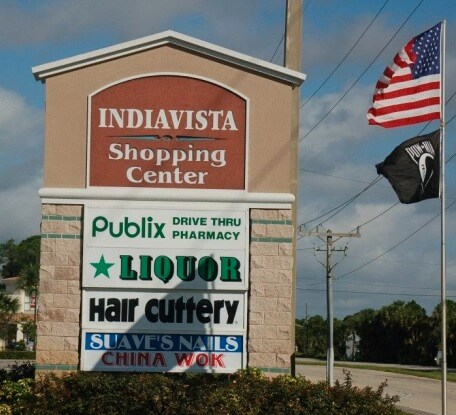 INDIAVISTA
Shopping
Center
Publix DRIVE THRU
PHARMACY
LIQUOR
Hair Cuttery
SUAVE'S NAILS
CHINA WOK
POW-MIA